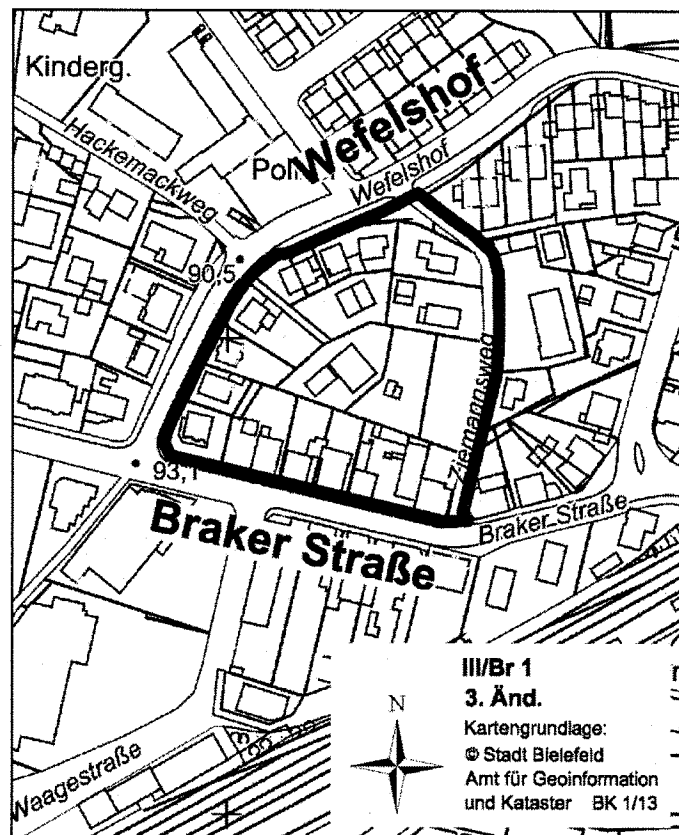 Kinderg.
Hackemackweg
Wefelshof
Wefelshof
90,5
Ziemannsweg
93,1
Braker Straße
Braker Straße
Waagestraße
N
III/Br 1
3. Änd.
Kartengrundlage:
© Stadt Bielefeld
Amt für Geoinformation
und Kataster BK 1/13